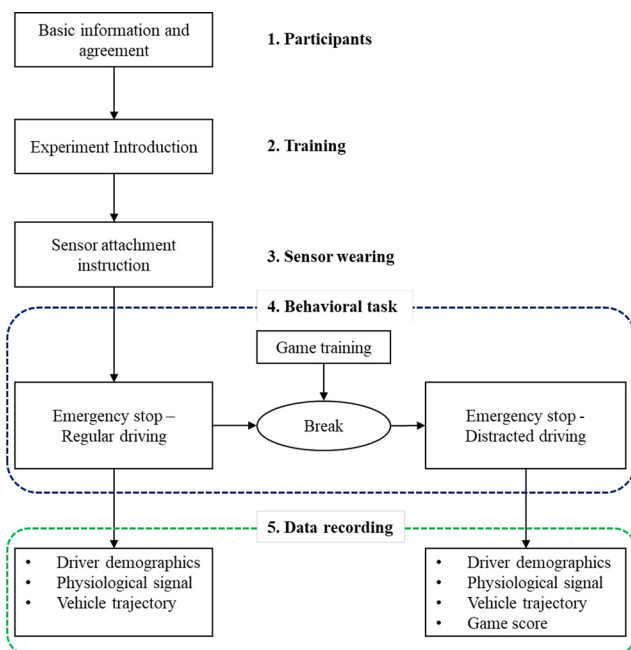 Basic information and
agreement
1. Participants
Experiment Introduction
2. Training
Sensor attachment
instruction
3. Sensor wearing
4. Behavioral task
Game training
Emergency stop –
Regular driving
Break
Emergency stop -
Distracted driving
5. Data recording
• Driver demographics
• Physiological signal
• Vehicle trajectory
• Driver demographics
• Physiological signal
• Vehicle trajectory
• Game score